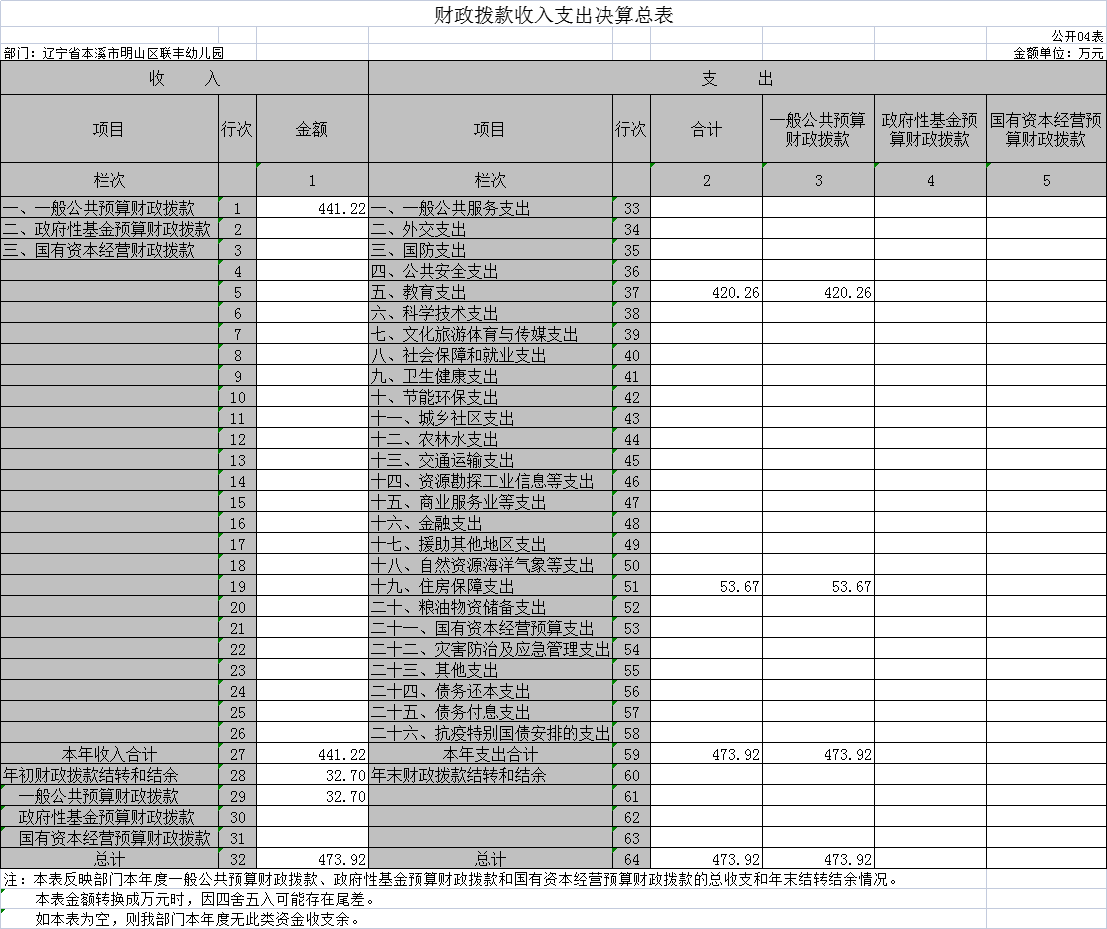 财政拨款收入支出决算总表
公开04表
部门：辽宁省本溪市明山区联丰幼儿园 金额单位：万元
收 入 支 出
项目 行次 金额 项目 行次 合计 一般公共预算财政拨款 政府性基金预算财政拨款 国有资本经营预算财政拨款
栏次 1 栏次 2 3 4 5
一、一般公共预算财政拨款 1 441.22 一、一般公共服务支出 33
二、政府性基金预算财政拨款 2 二、外交支出 34
三、国有资本经营财政拨款 3 三、国防支出 35
4 四、公共安全支出 36
5 五、教育支出 37 420.26 420.26
6 六、科学技术支出 38
7 七、文化旅游体育与传媒支出 39
8 八、社会保障和就业支出 40
9 九、卫生健康支出 41
10 十、节能环保支出 42
11 十一、城乡社区支出 43
12 十二、农林水支出 44
13 十三、交通运输支出 45
14 十四、资源勘探工业信息等支出 46
15 十五、商业服务业等支出 47
16 十六、金融支出 48
17 十七、援助其他地区支出 49
18 十八、自然资源海洋气象等支出 50
19 十九、住房保障支出 51 53.67 53.67
20 二十、粮油物资储备支出 52
21 二十一、国有资本经营预算支出 53
22 二十二、灾害防治及应急管理支出 54
23 二十三、其他支出 55
24 二十四、债务还本支出 56
25 二十五、债务付息支出 57
26 二十六、抗疫特别国债安排的支出 58
本年收入合计 27 441.22 本年支出合计 59 473.92 473.92
年初财政拨款结转和结余 28 32.70 年末财政拨款结转和结余 60
一般公共预算财政拨款 29 32.70 61
政府性基金预算财政拨款 30 62
国有资本经营预算财政拨款 31 63
总计 32 473.92 总计 64 473.92 473.92
注：本表反映部门本年度一般公共预算财政拨款、政府性基金预算财政拨款和国有资本经营预算财政拨款的总收支和年末结转结余情况。
本表金额转换成万元时，因四舍五入可能存在尾差。
如本表为空，则我部门本年度无此类资金收支余。